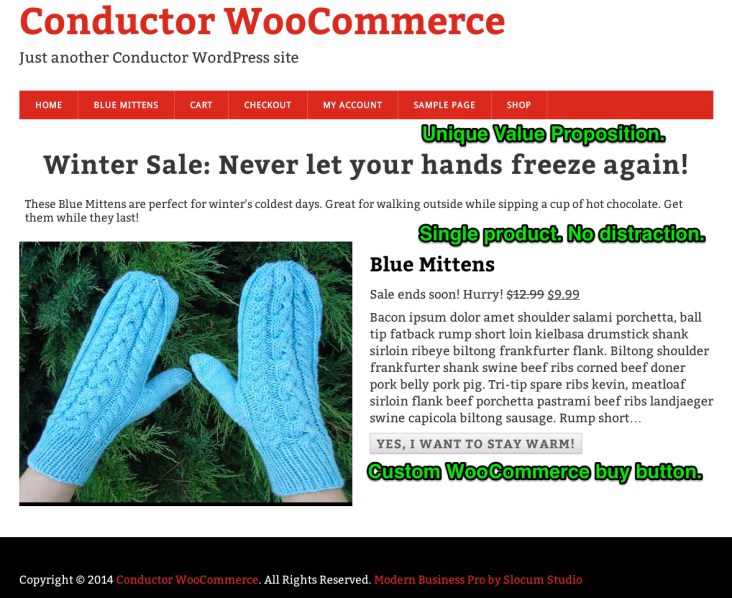 Conductor WooCommerce
Just another Conductor WordPress site
HOME BLUE MITTENS CART CHECKOUT MY ACCOUNT SAMPLE PAGE SHOP
Unique Value Proposition.
Winter Sale: Never let your hands freeze again!
These Blue Mittens are perfect for winter's coldest days. Great for walking outside while sipping a cup of hot chocolate. Get
them while they last!
Single product. No distraction.
Blue Mittens
Sale ends soon! Hurry! $12.99 $9.99
Bacon ipsum dolor amet shoulder salami porchetta, ball
tip fatback rump short loin kielbasa drumstick shank
sirloin ribeye biltong frankfurter flank. Biltong shoulder
frankfurter shank swine beef ribs corned beef doner
pork belly pork pig. Tri-tip spare ribs kevin, meatloaf
sirloin flank beef porchetta pastrami beef ribs landjaeger
swine capicola biltong sausage. Rump short…
YES, I WANT TO STAY WARM!
Custom WooCommerce buy button.
Copyright © 2014 Conductor WooCommerce. All Rights Reserved. Modern Business Pro by Slocum Studio